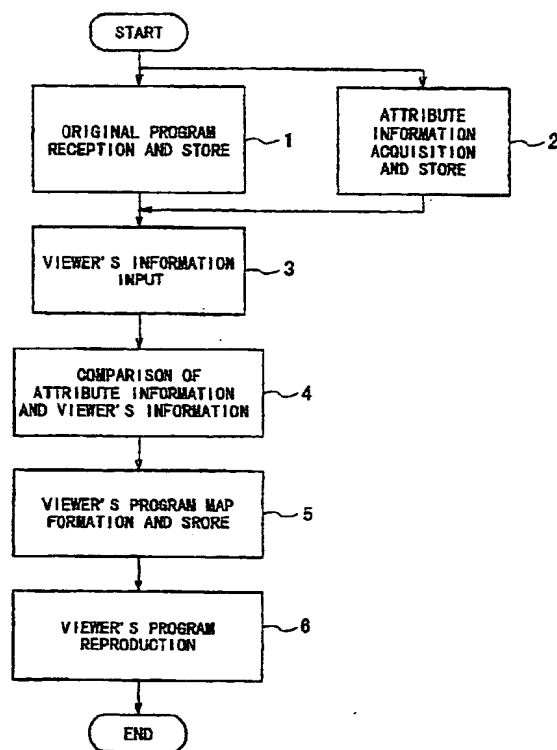 START
ORIGINAL PROGRAM
RECEPTION AND STORE
1
ATTRIBUTE
INFORMATION
ACQUISITION
AND STORE
2
VIEWER'S INFORMATION
INPUT
3
COMPARISON OF
ATTRIBUTE INFORMATION
AND VIEWER'S INFORMATION
4
VIEWER'S PROGRAM MAP
FORMATION AND SRORE
5
VIEWER'S PROGRAM
REPRODUCTION
6
END